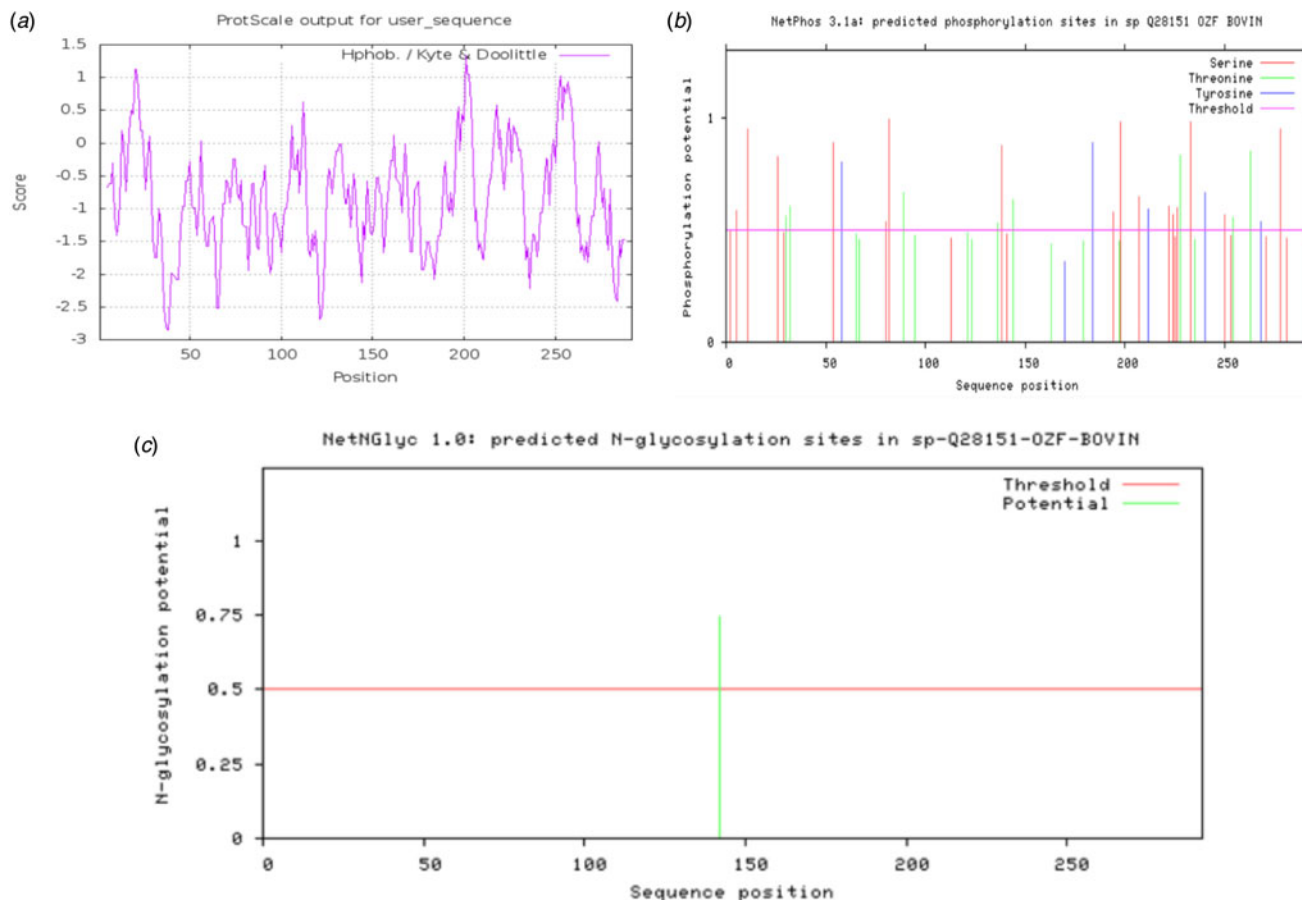 (a)
ProtScale output for user_sequence
Hphob. / Kyte & Doolittle
1.5
1
0.5
0
-0.5
-1
-1.5
-2
-2.5
-3
Score
50 100 150 200 250
Position
(b)
NetPhos 3.1a: predicted phosphorylation sites in sp Q28151 OZF BOVIN
Serine
Threonine
Tyrosine
Threshold
Phosphorylation potential
1
0
0 50 100 150 200 250
Sequence position
(c)
NetNGlyc 1.0: predicted N-glycosylation sites in sp-Q28151-OZF-BOVIN
Threshold
Potential
N-glycosylation potential
1
0.75
0.5
0.25
0
0 50 100 150 200 250
Sequence position